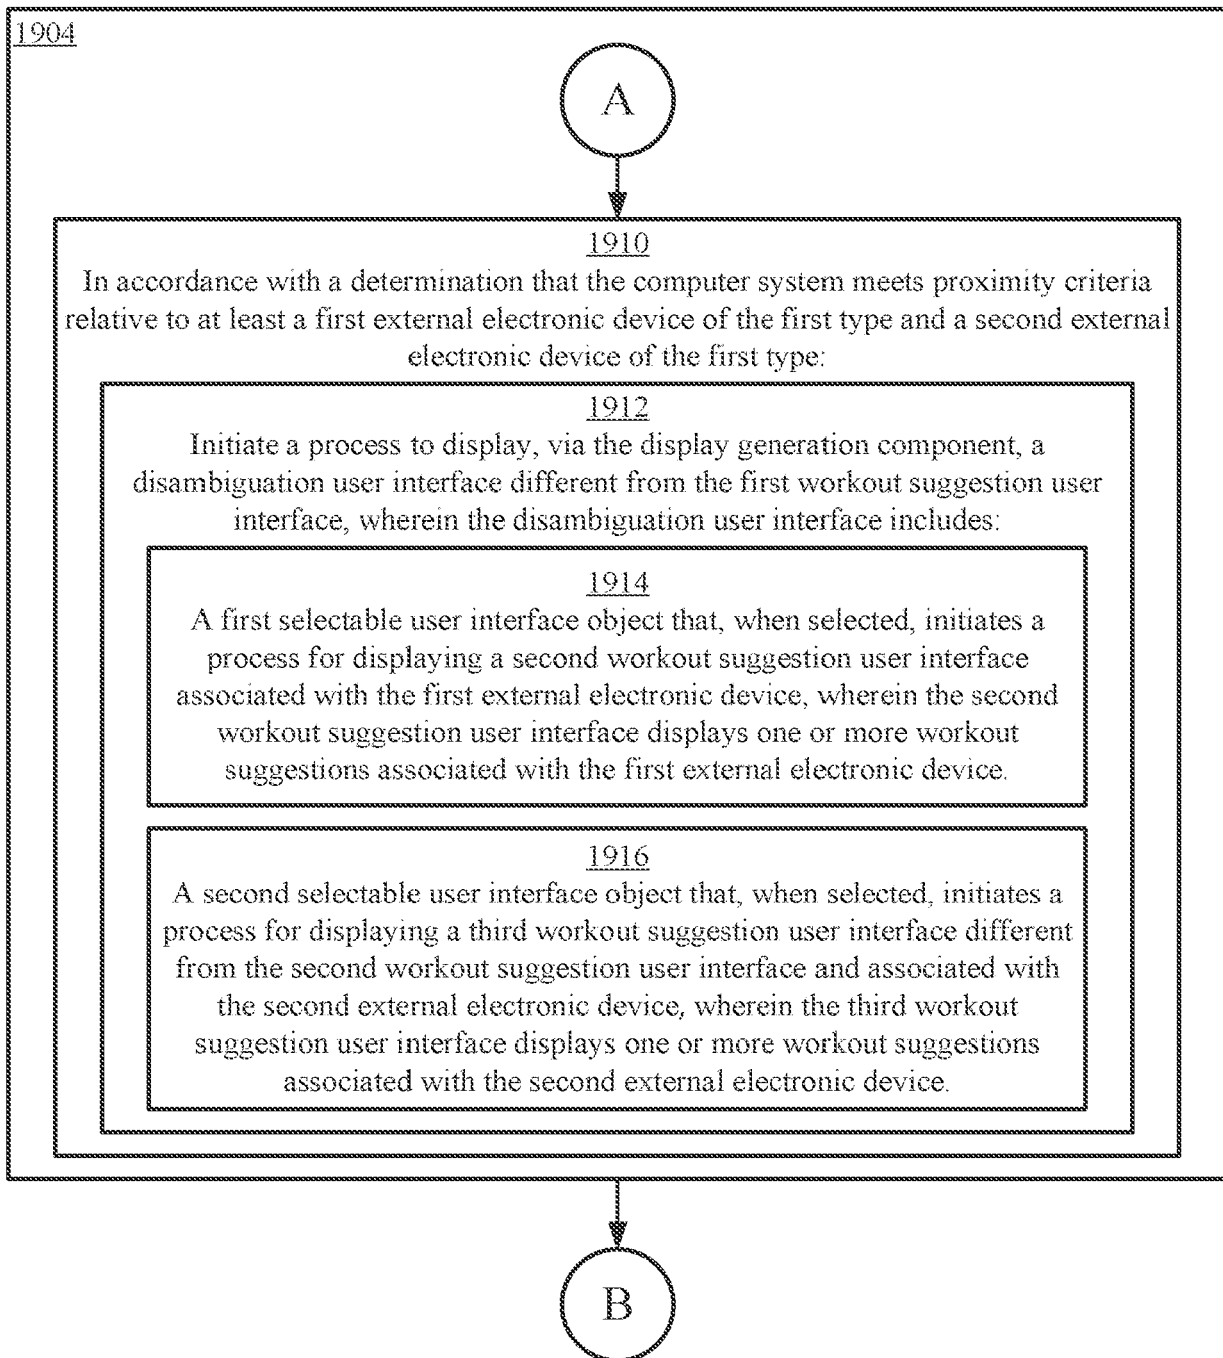 1904
A
1910
In accordance with a determination that the computer system meets proximity criteria
relative to at least a first external electronic device of the first type and a second external
electronic device of the first type:
1912
Initiate a process to display, via the display generation component, a
disambiguation user interface different from the first workout suggestion user
interface, wherein the disambiguation user interface includes:
1914
A first selectable user interface object that, when selected, initiates a
process for displaying a second workout suggestion user interface
associated with the first external electronic device, wherein the second
workout suggestion user interface displays one or more workout
suggestions associated with the first external electronic device.
1916
A second selectable user interface object that, when selected, initiates a
process for displaying a third workout suggestion user interface different
from the second workout suggestion user interface and associated with
the second external electronic device, wherein the third workout
suggestion user interface displays one or more workout suggestions
associated with the second external electronic device.
B